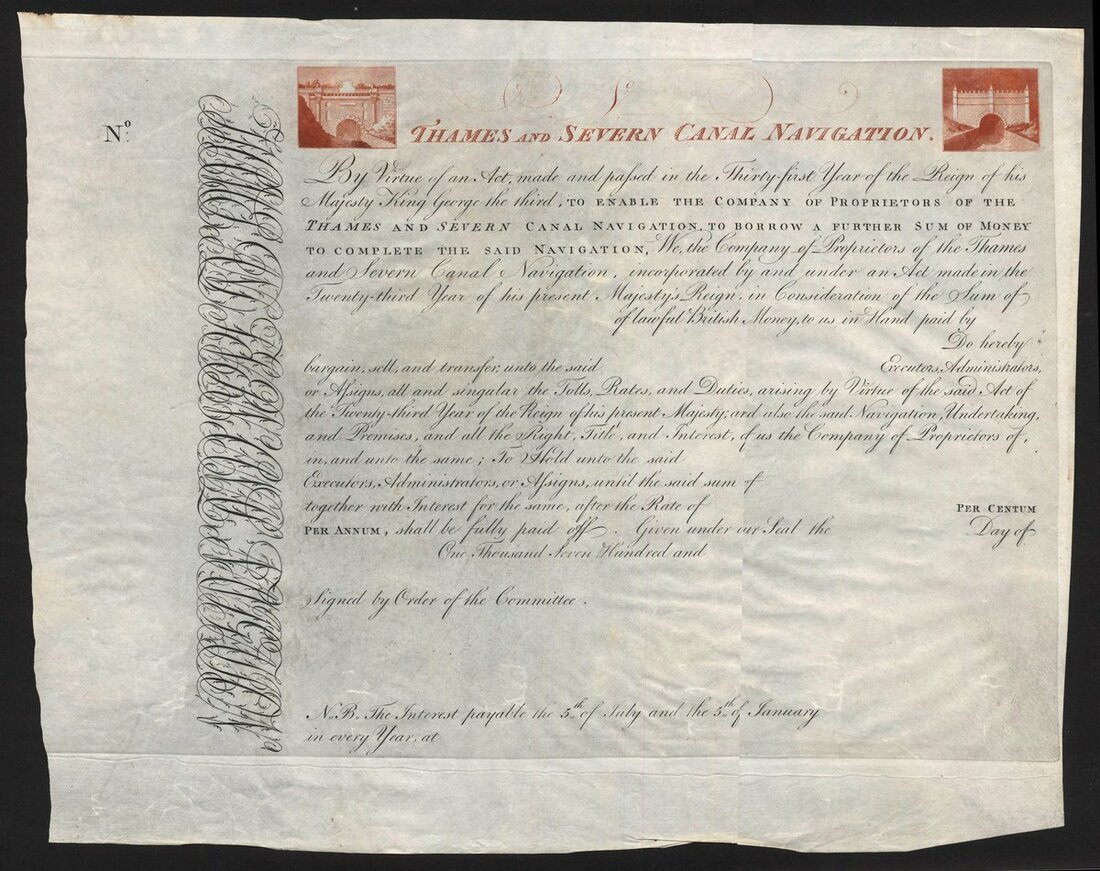 No.
THAMES AND SEVERN CANAL NAVIGATION.
By Virtue of an Act, made and passed in the Thirty-first Year of the Reign of his
Majesty King George the third, TO ENABLE THE COMPANY OF PROPRIETORS OF THE
THAMES AND SEVERN CANAL NAVIGATION, TO BORROW A FURTHER SUM OF MONEY
TO COMPLETE THE SAID NAVIGATION, We, the Company of Proprietors of the Thames
and Severn Canal Navigation, incorporated by and under an Act made in the
Twenty-third Year of his present Majesty's Reign, in Consideration of the Sum of
of lawful British Money, to us in Hand paid by
Do hereby
bargain, sell, and transfer, unto the said Executors, Administrators,
or Assigns, all and singular the Tolls, Rates, and Duties, arising by Virtue of the said Act of
the Twenty-third Year of the Reign of his present Majesty; and also the said Navigation, Undertaking,
and Premises, and all the Right, Title, and Interest, of us the Company of Proprietors of,
in, and unto the same; To Hold unto the said
Executors, Administrators, or Assigns, until the said sum of
together with Interest for the same, after the Rate of PER CENTUM
PER ANNUM, shall be fully paid off. Given under our Seal the Day of
One Thousand Seven Hundred and
Signed by Order of the Committee.
N.B. The Interest payable the 5th of July and the 5th of January
in every Year, at